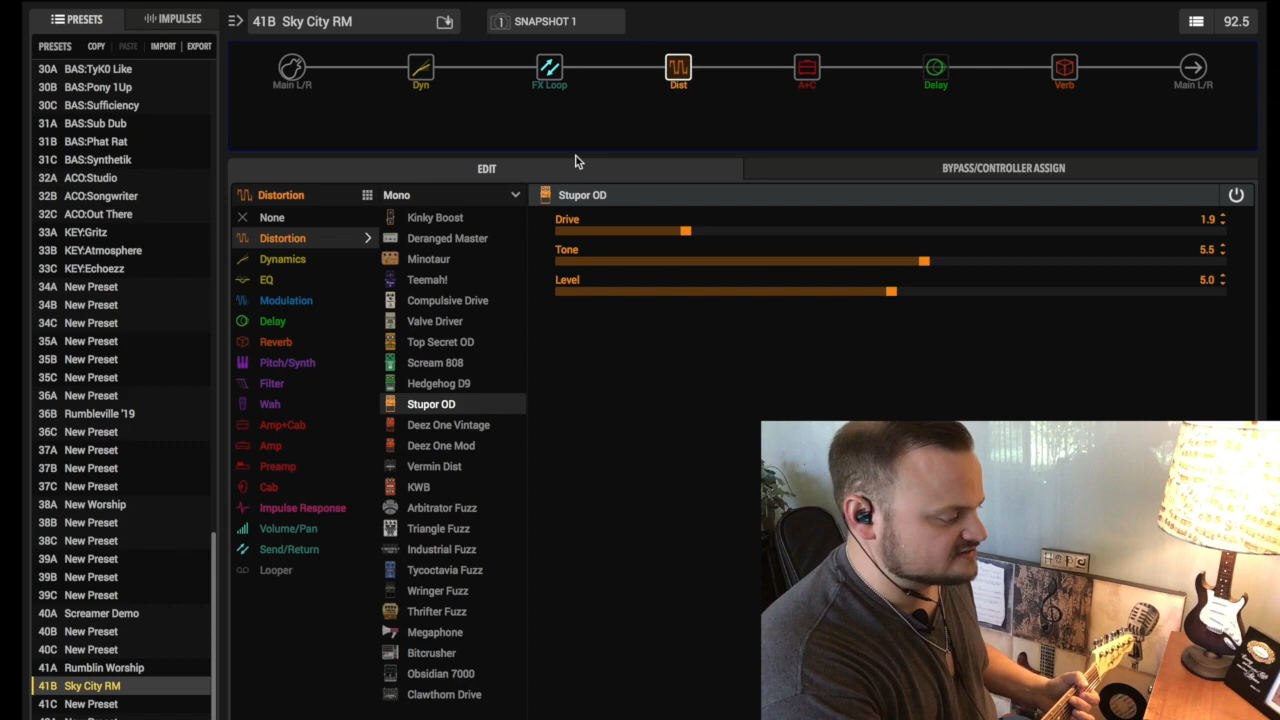 PRESETS
IMPULSES
41B Sky City RM
SNAPSHOT 1
92.5
PRESETS COPY PASTE IMPORT EXPORT
30A BAS:TyK0 Like
30B BAS:Pony 1Up
30C BAS:Sufficiency
31A BAS:Sub Dub
31B BAS:Phat Rat
31C BAS:Synthetik
32A ACO:Studio
32B ACO:Songwriter
32C ACO:Out There
33A KEY:Gritz
33B KEY:Atmosphere
33C KEY:Echoezz
34A New Preset
34B New Preset
34C New Preset
35A New Preset
35B New Preset
35C New Preset
36A New Preset
36B Rumbleville '19
36C New Preset
37A New Preset
37B New Preset
37C New Preset
38A New Worship
38B New Preset
38C New Preset
39A New Preset
39B New Preset
39C New Preset
40A Screamer Demo
40B New Preset
40C New Preset
41A Rumblin Worship
41B Sky City RM
41C New Preset
Main L/R
Dyn
FX Loop
Dist
A+C
Delay
Verb
Main L/R
EDIT
BYPASS/CONTROLLER ASSIGN
Distortion
None
Distortion
Dynamics
EQ
Modulation
Delay
Reverb
Pitch/Synth
Filter
Wah
Amp+Cab
Amp
Preamp
Cab
Impulse Response
Volume/Pan
Send/Return
Looper
Mono
Kinky Boost
Deranged Master
Minotaur
Teemah!
Compulsive Drive
Valve Driver
Top Secret OD
Scream 808
Hedgehog D9
Stupor OD
Deez One Vintage
Deez One Mod
Vermin Dist
KWB
Arbitrator Fuzz
Triangle Fuzz
Industrial Fuzz
Tycoctavia Fuzz
Wringer Fuzz
Thrifter Fuzz
Megaphone
Bitcrusher
Obsidian 7000
Clawthorn Drive
Stupor OD
Drive 1.9
Tone 5.5
Level 5.0
HOPE